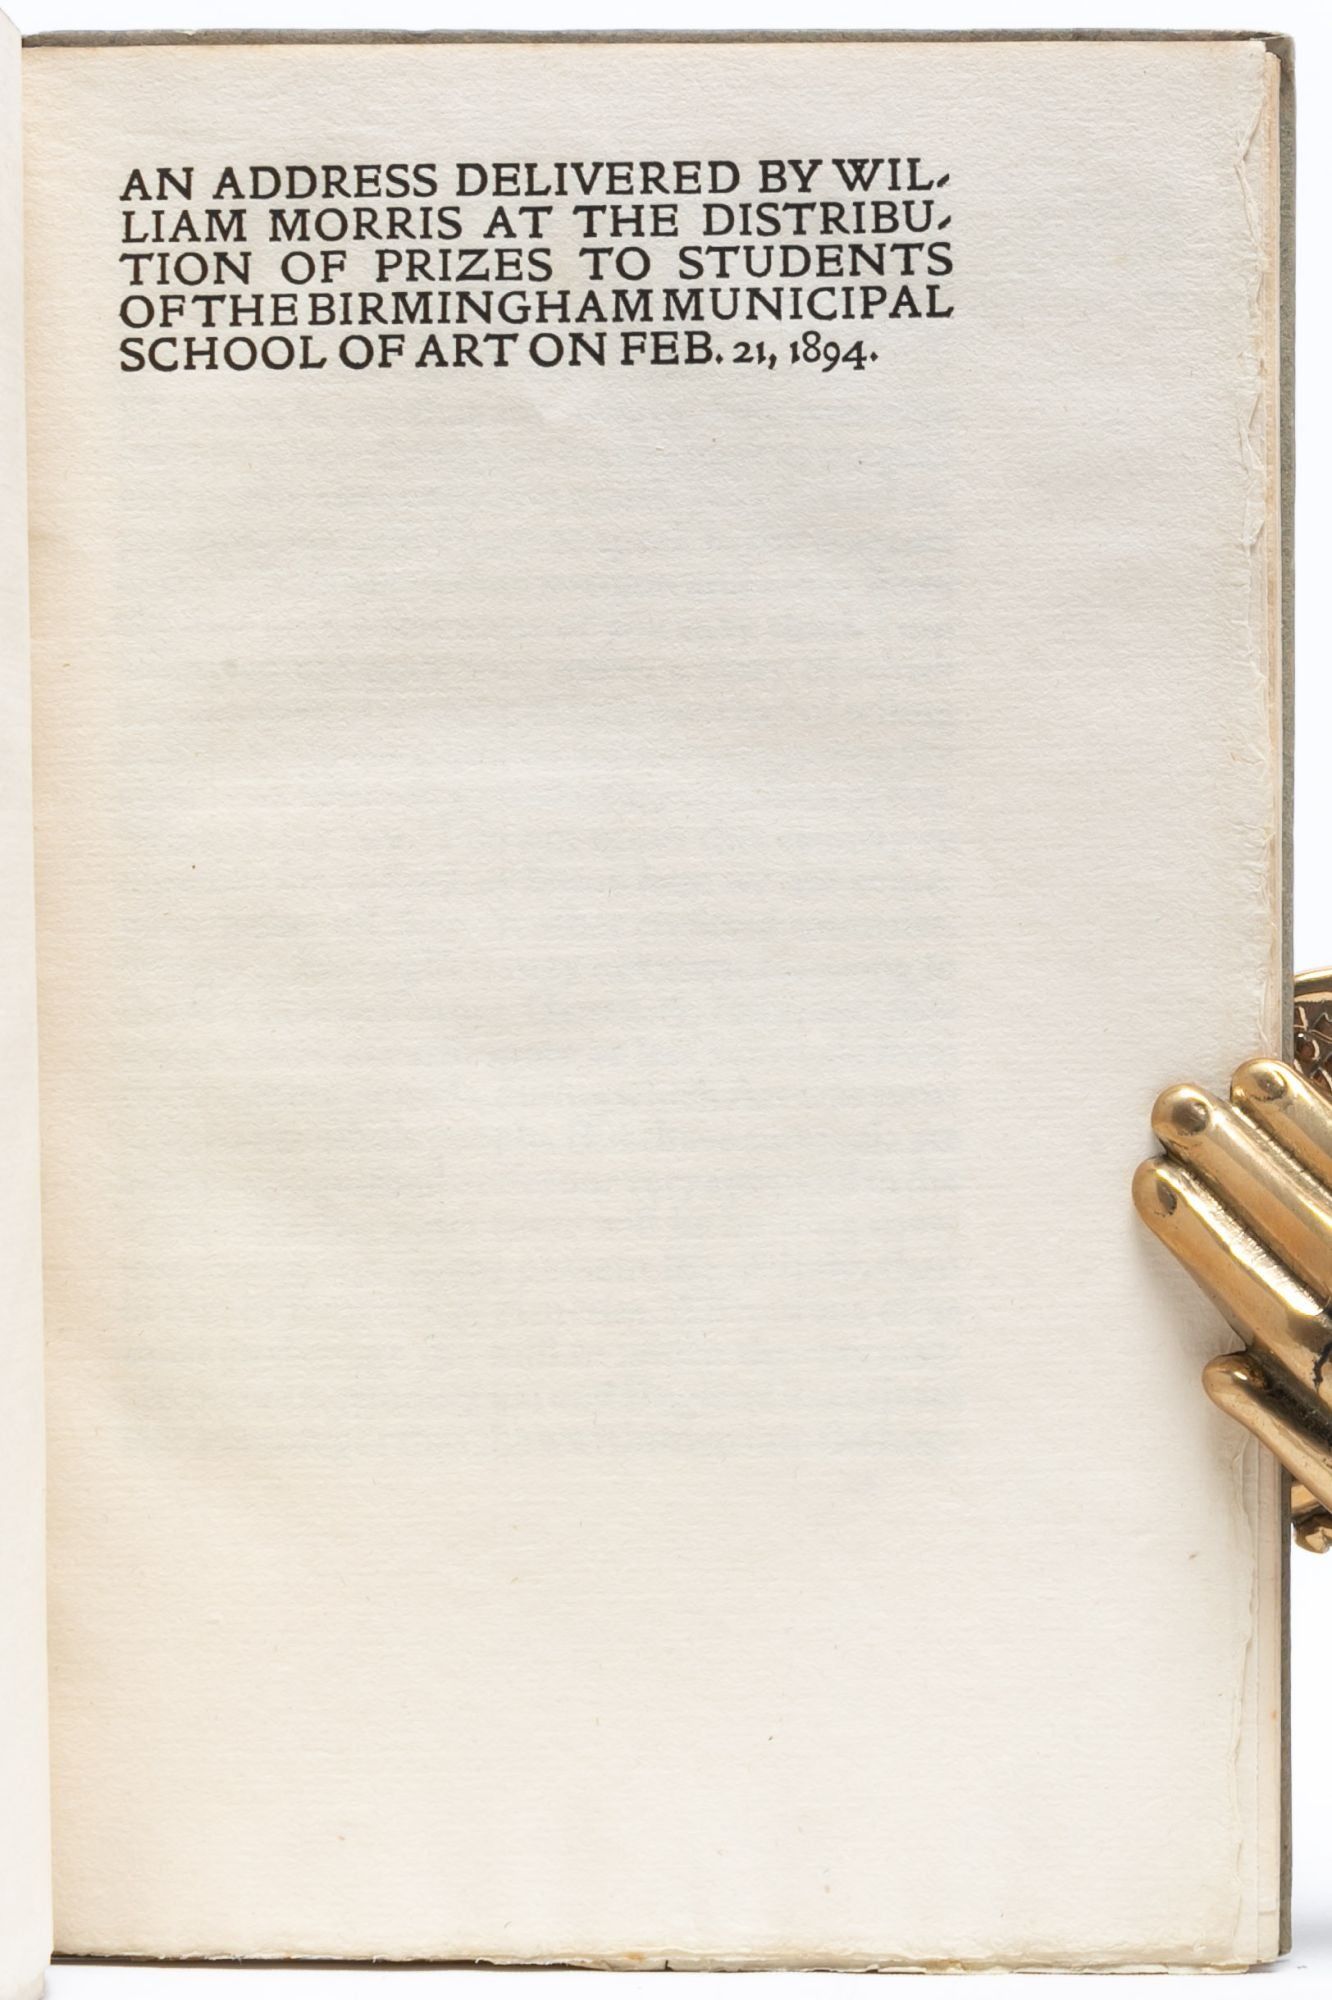 AN ADDRESS DELIVERED BY WIL-
LIAM MORRIS AT THE DISTRIBU-
TION OF PRIZES TO STUDENTS
OF THE BIRMINGHAM MUNICIPAL
SCHOOL OF ART ON FEB. 21, 1894.